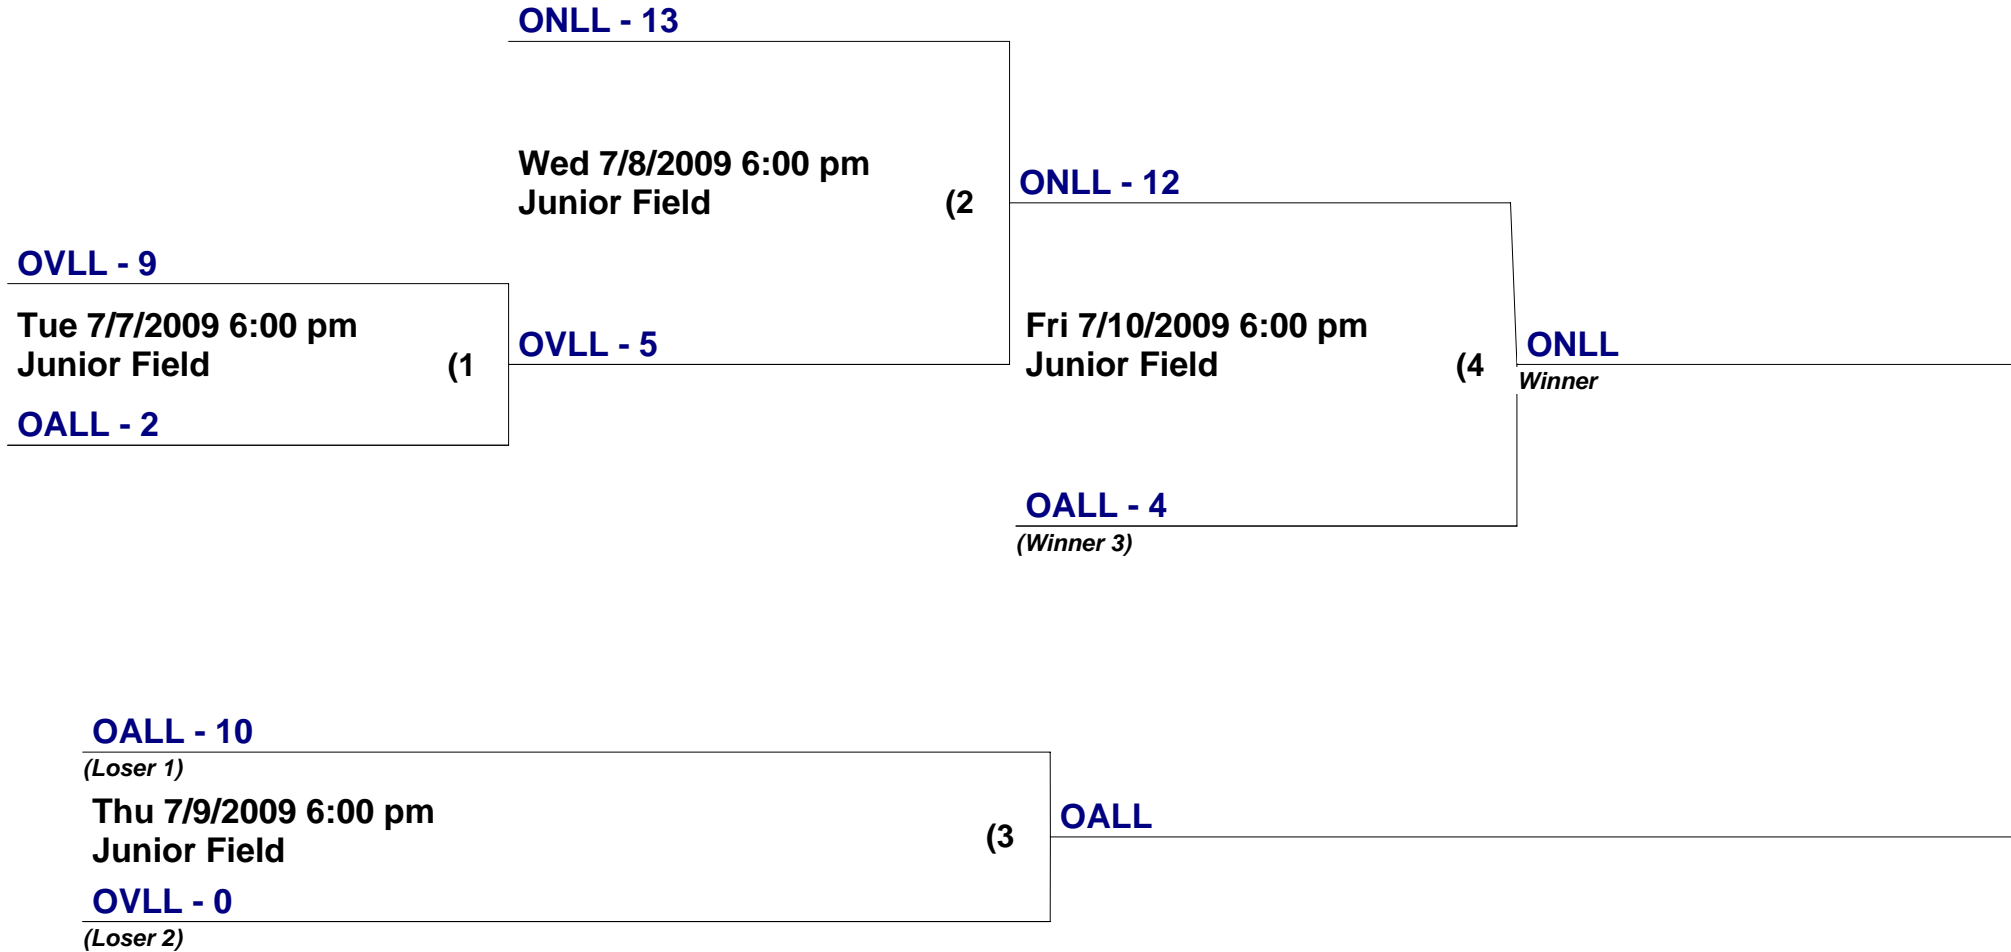 ONLL - 13
Wed 7/8/2009 6:00 pm
Junior Field (2
ONLL - 12
OVLL - 9
Tue 7/7/2009 6:00 pm
Junior Field (1
OVLL - 5
Fri 7/10/2009 6:00 pm
Junior Field (4
ONLL
Winner
OALL - 2
OALL - 4
(Winner 3)
OALL - 10
(Loser 1)
Thu 7/9/2009 6:00 pm
Junior Field (3
OALL
OVLL - 0
(Loser 2)